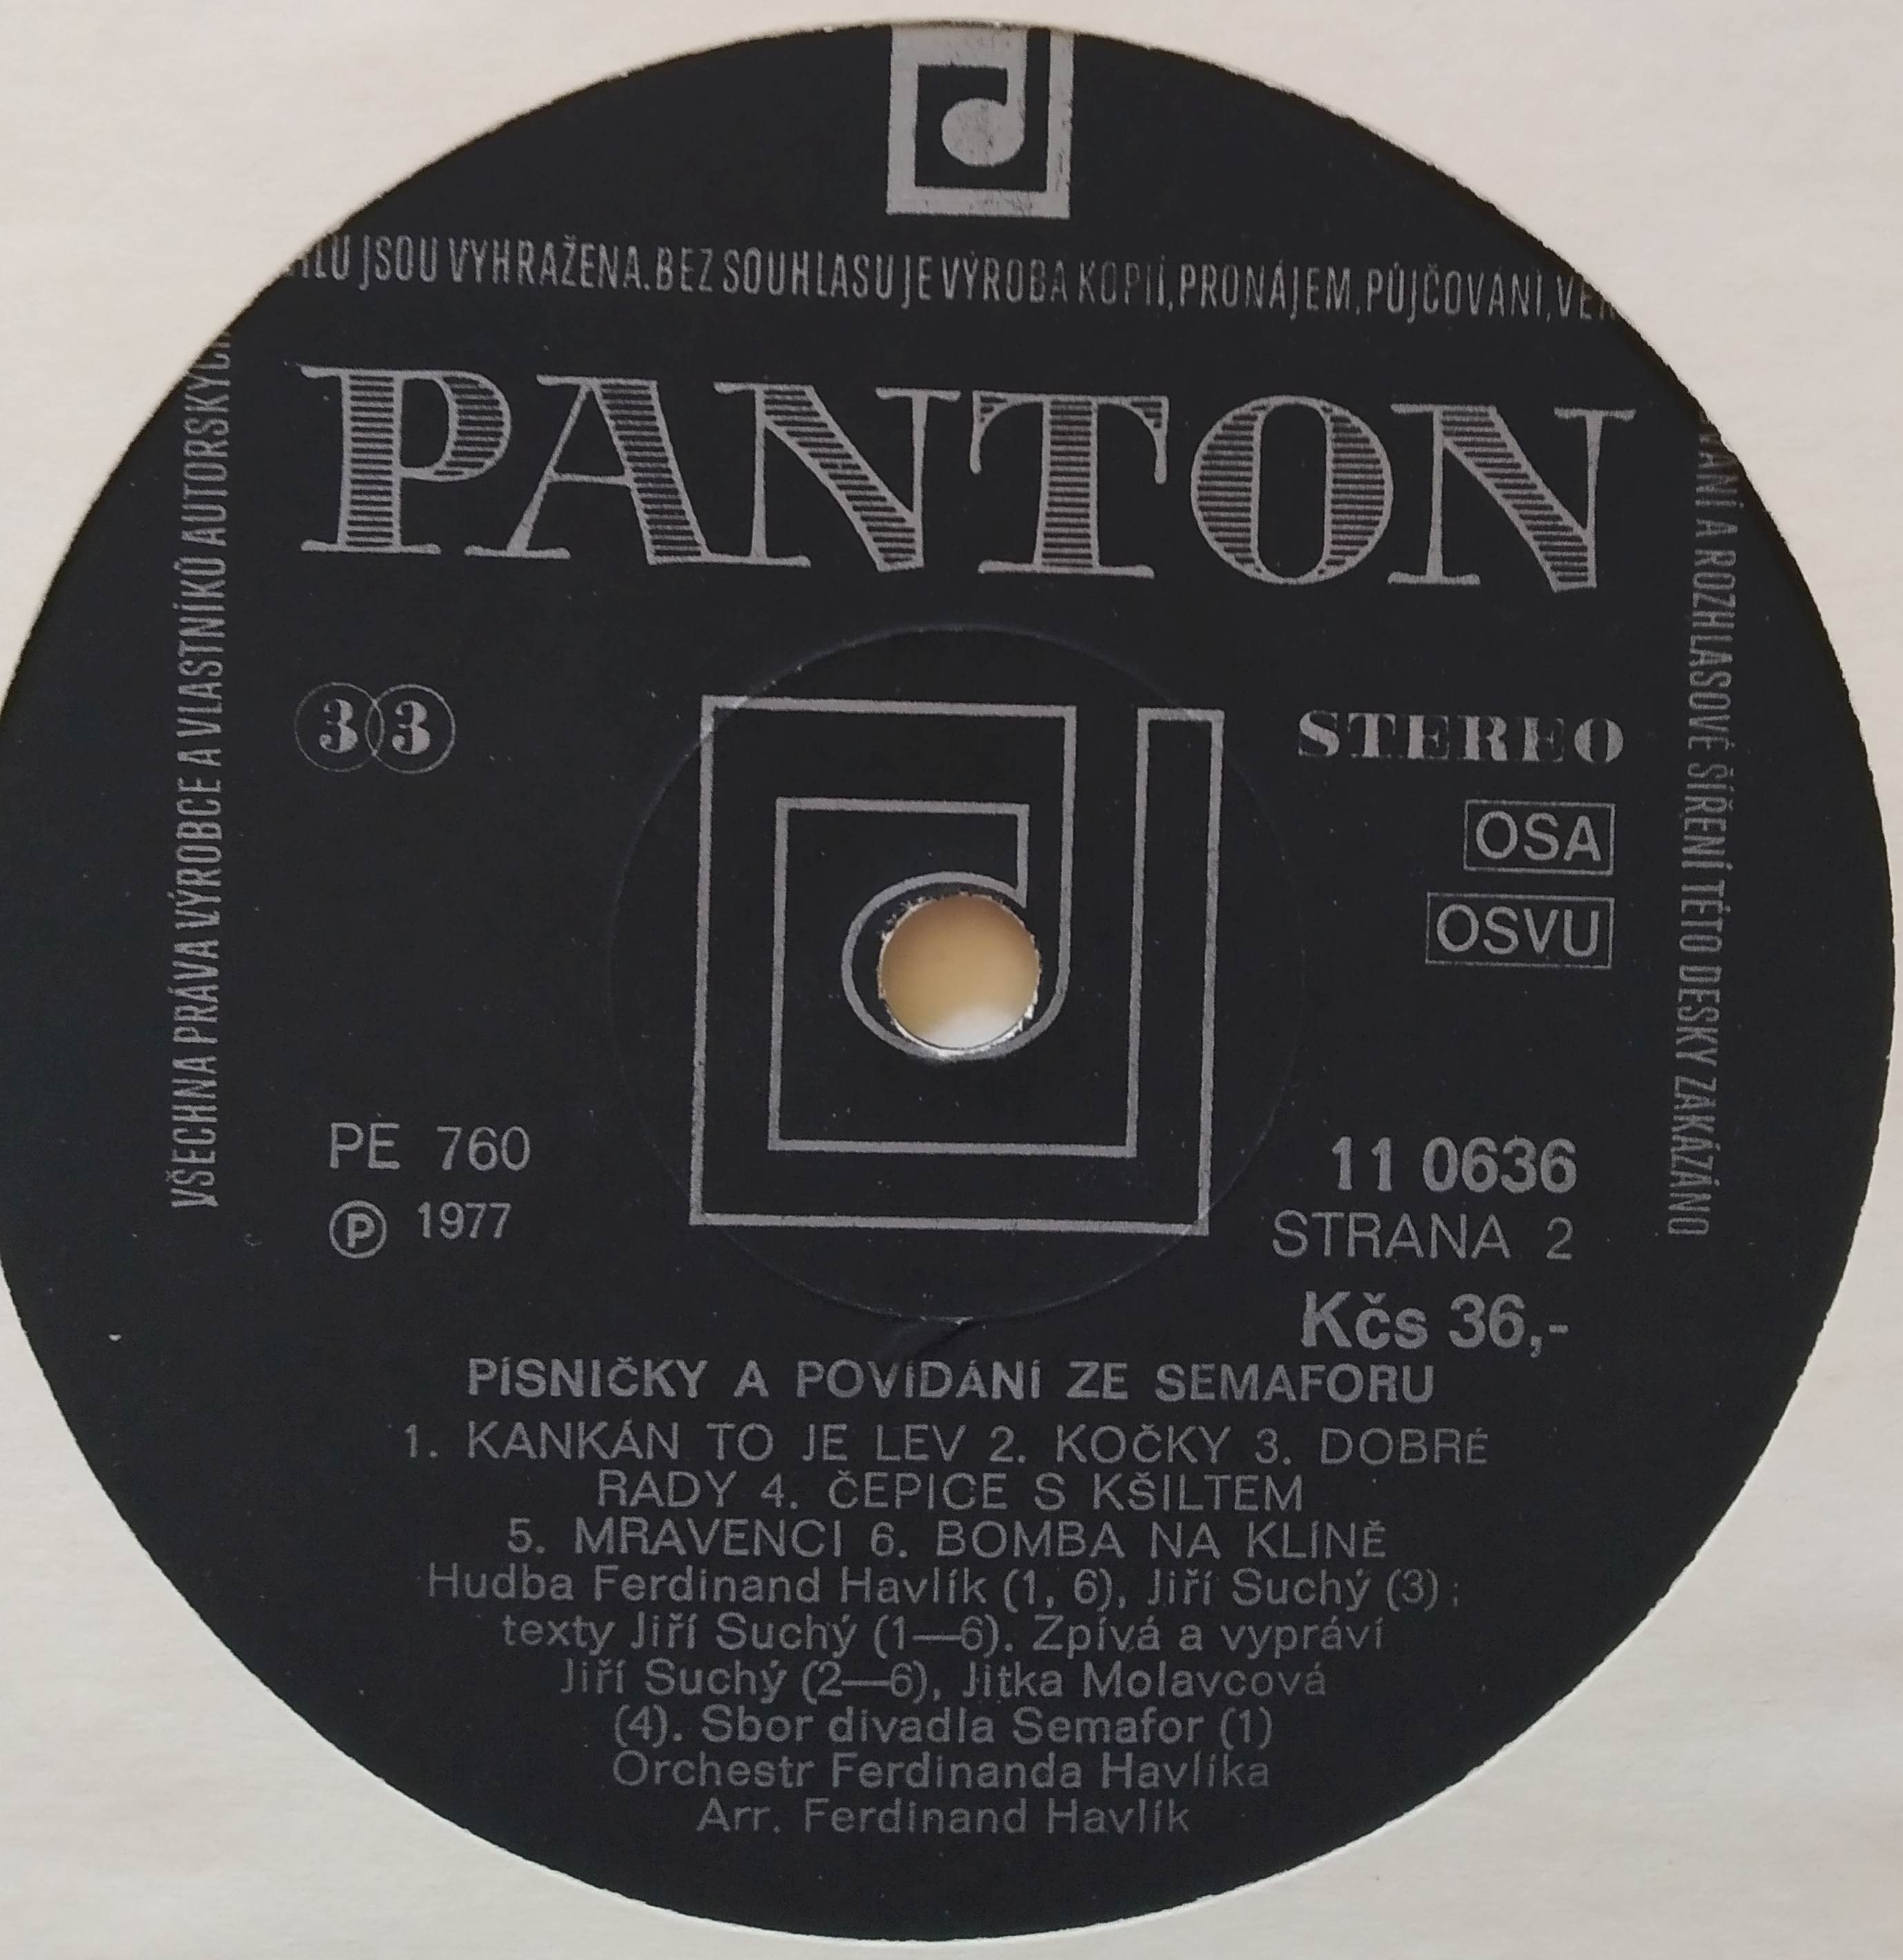 JSOU VYHRAŽENA. BEZ SOUHLASU JE VÝROBA KOPIÍ, PRONÁJEM, PŮJČOVÁNÍ,
VŠECHNA PRÁVA VÝROBCE A VLASTNÍKŮ AUTORSKÝCH
PANTON
33
STEREO
OSA
OSVU
A ROZHLASOVÉ ŠÍŘENÍ TÉTO DESKY ZAKÁZÁNO
PE 760
Ⓟ 1977
11 0636
STRANA 2
Kčs 36,-
PÍSNIČKY A POVÍDÁNÍ ZE SEMAFORU
1. KANKÁN TO JE LEV 2. KOČKY 3. DOBRÉ
RADY 4. ČEPICE S KŠILTEM
5. MRAVENCI 6. BOMBA NA KLÍNĚ
Hudba Ferdinand Havlík (1, 6), Jiří Suchý (3);
texty Jiří Suchý (1—6). Zpívá a vypráví
Jiří Suchý (2—6), Jitka Molavcová
(4). Sbor divadla Semafor (1)
Orchestr Ferdinanda Havlíka
Arr. Ferdinand Havlík